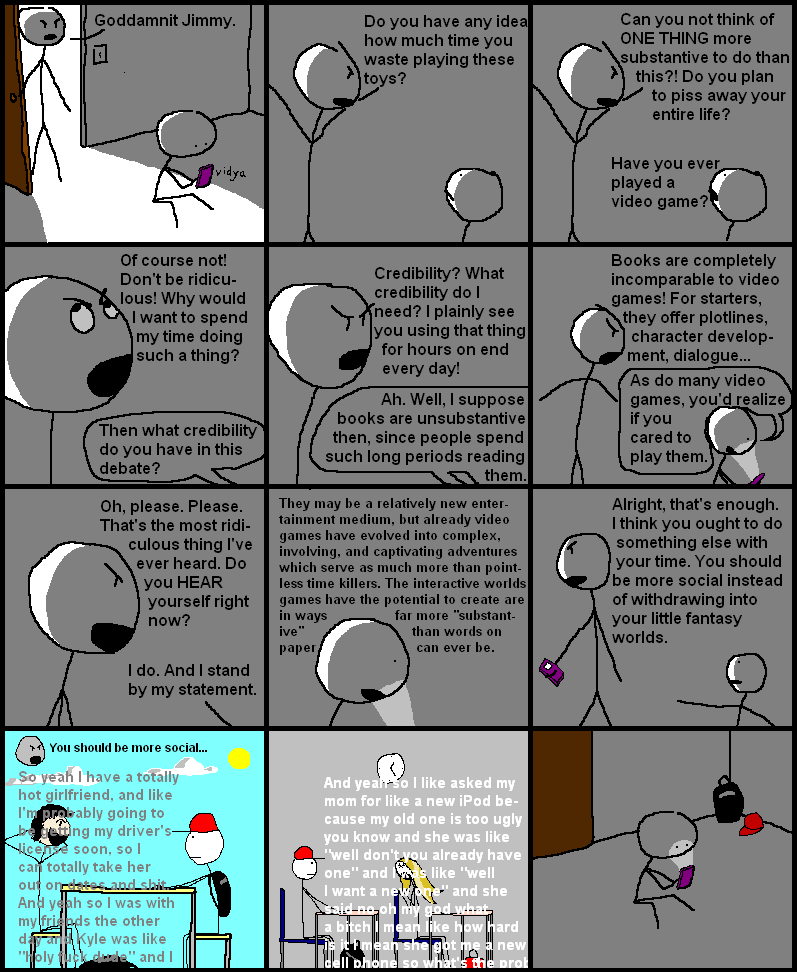 Goddamnit Jimmy.
vidya
Do you have any idea
how much time you
waste playing these
toys?
Can you not think of
ONE THING more
substantive to do than
this?! Do you plan
to piss away your
entire life?
Have you ever
played a
video game?
Of course not!
Don't be ridicu-
lous! Why would
I want to spend
my time doing
such a thing?
Then what credibility
do you have in this
debate?
Credibility? What
credibility do I
need? I plainly see
you using that thing
for hours on end
every day!
Ah. Well, I suppose
books are unsubstantive
then, since people spend
such long periods reading
them.
Books are completely
incomparable to video
games! For starters,
they offer plotlines,
character develop-
ment, dialogue...
As do many video
games, you'd realize
if you
cared to
play them.
Oh, please. Please.
That's the most ridi-
culous thing I've
ever heard. Do
you HEAR
yourself right
now?
I do. And I stand
by my statement.
They may be a relatively new enter-
tainment medium, but already video
games have evolved into complex,
involving, and captivating adventures
which serve as much more than point-
less time killers. The interactive worlds
games have the potential to create are
in ways far more "substant-
ive" than words on
paper can ever be.
Alright, that's enough.
I think you ought to do
something else with
your time. You should
be more social instead
of withdrawing into
your little fantasy
worlds.
You should be more social...
So yeah I have a totally
hot girlfriend, and like
I'm probably going to
be getting my driver's
license soon, so I
can totally take her
out on dates and shit.
And yeah so I was with
my friends the other
day and Kyle was like
"holy fuck dude" and I
And yeah so I like asked my
mom for like a new iPod be-
cause my old one is too ugly
you know and she was like
"well don't you already have
one" and I was like "well
I want a new one" and she
said no oh my god what
a bitch I mean like how hard
is it I mean she got me a new
cell phone so what's the prob